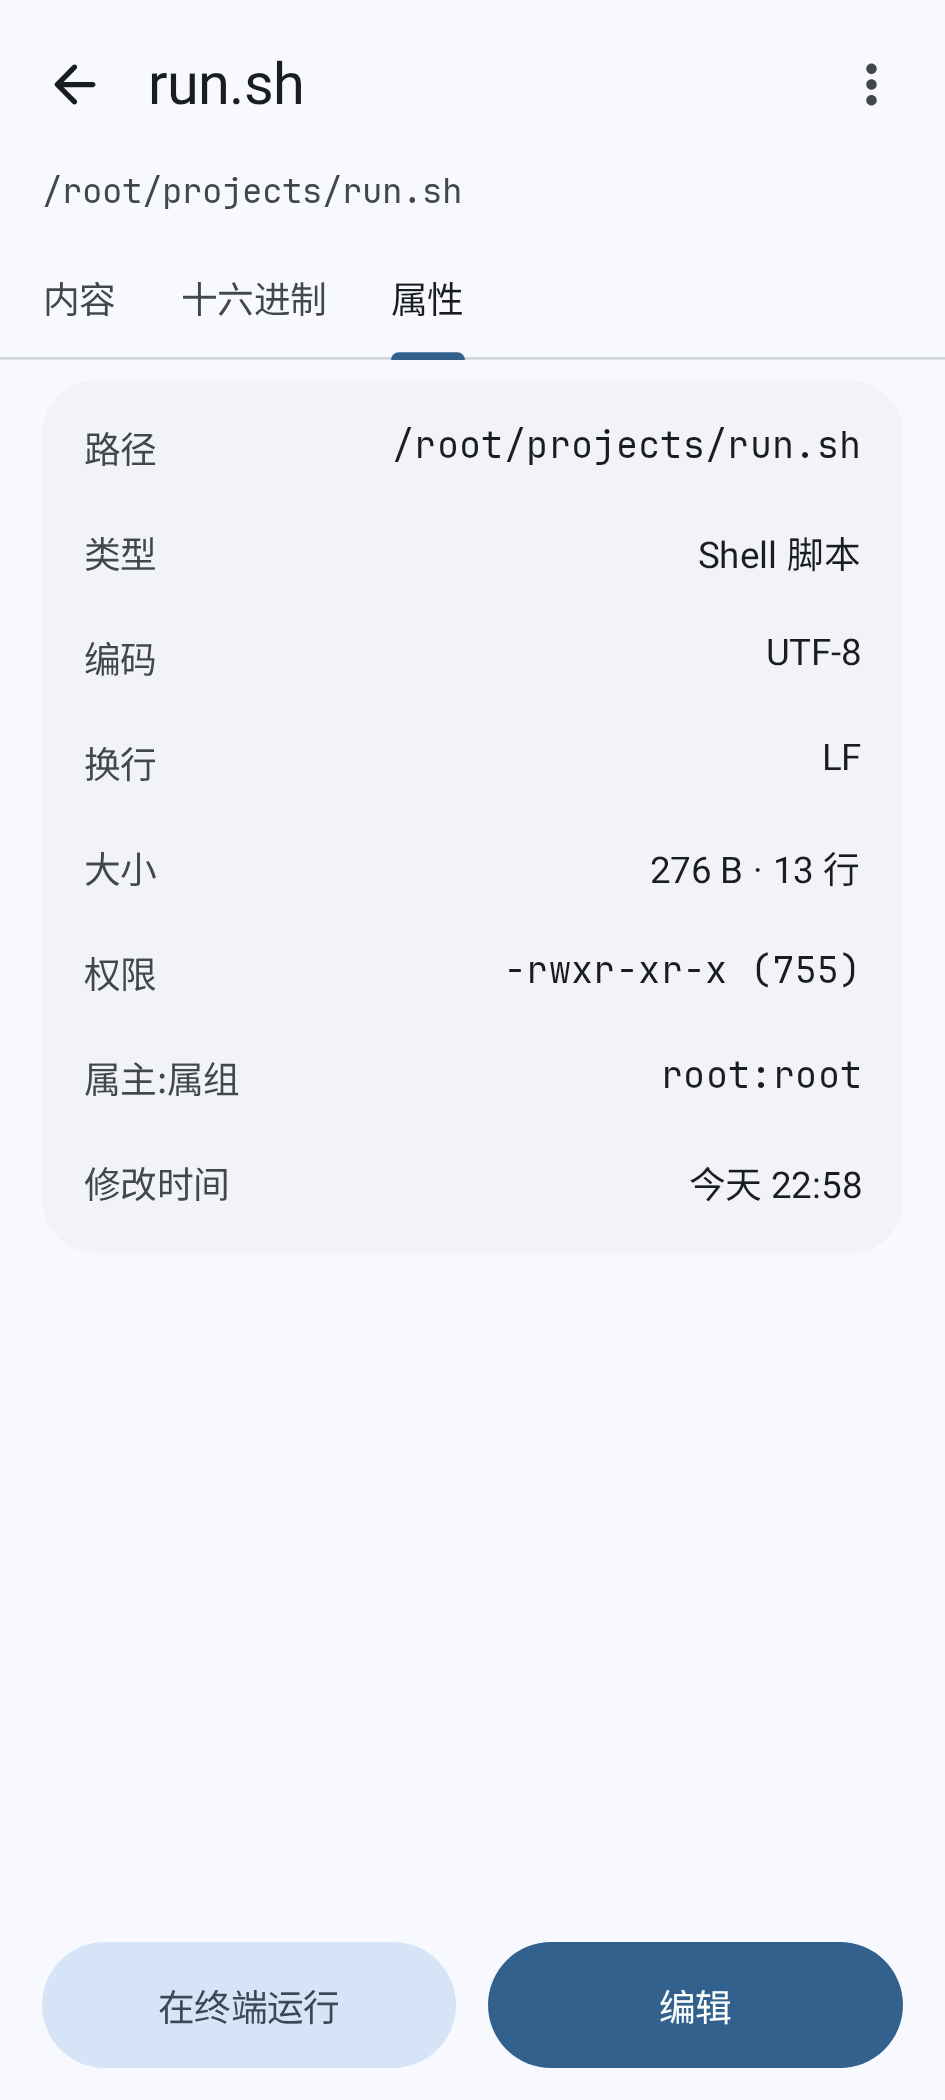 run.sh
/root/projects/run.sh
内容 十六进制 属性
路径 /root/projects/run.sh
类型 Shell 脚本
编码 UTF-8
换行 LF
大小 276 B · 13 行
权限 -rwxr-xr-x (755)
属主:属组 root:root
修改时间 今天 22:58
在终端运行 编辑